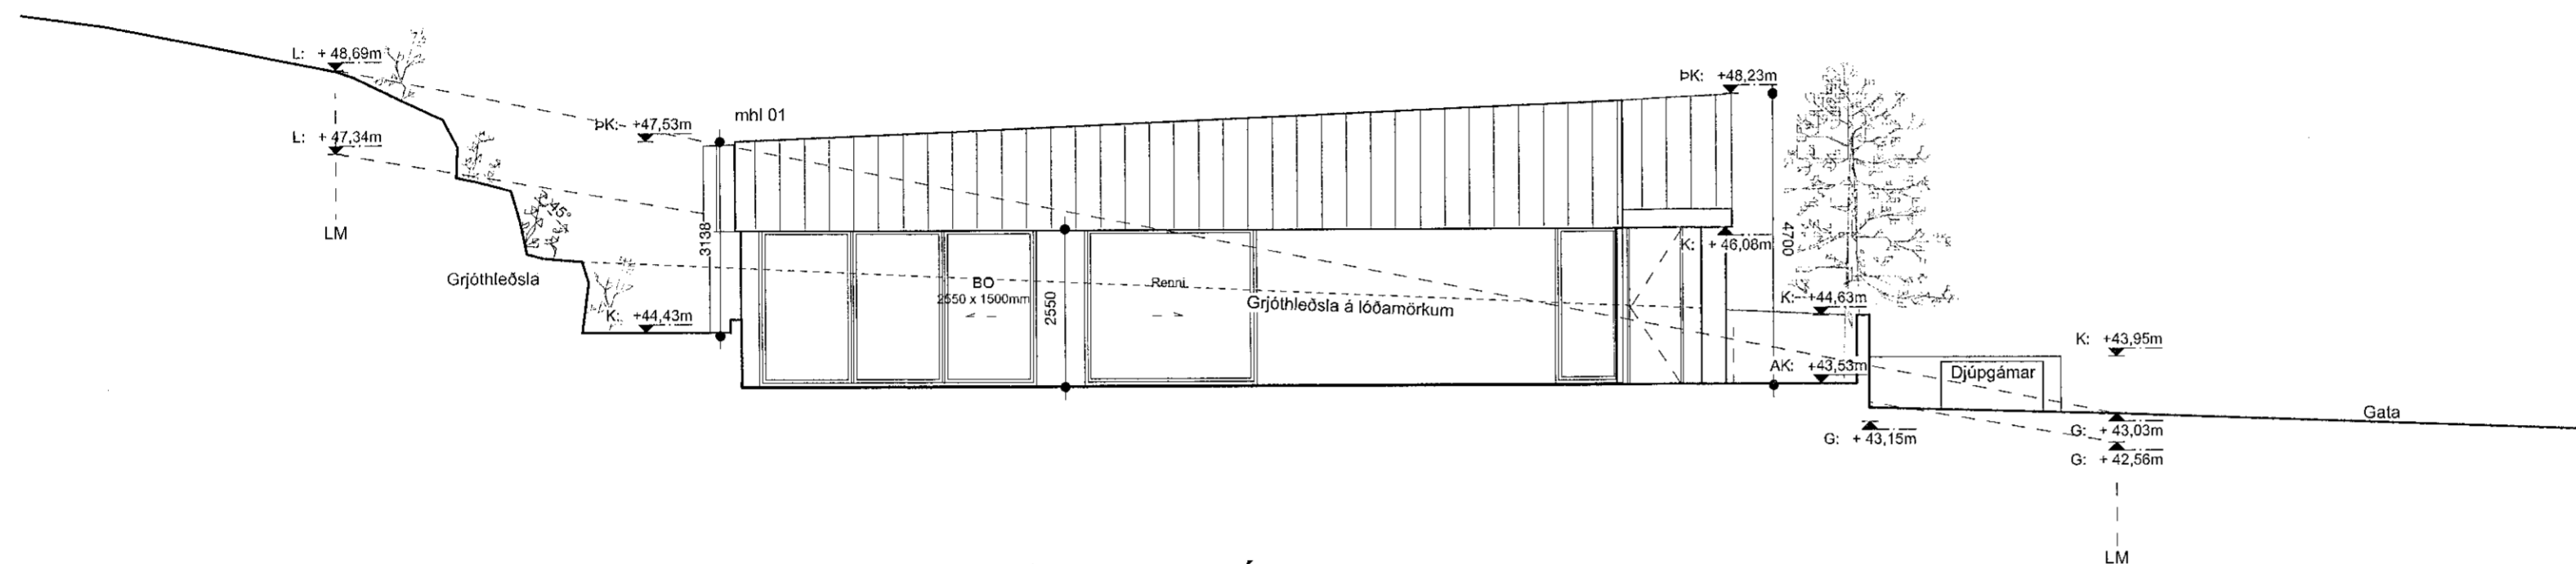 L: + 48,69m
ÞK: +48,23m
mhl 01
ÞK: +47,53m
L: + 47,34m
C.45°
LM
3138
4700
K: + 46,08m
Grjóthleðsla
BO
2550 x 1500mm
Renni
2550
Grjóthleðsla á lóðamörkum
K: +44,63m
K: +44,43m
K: +43,95m
AK: +43,53m
Djúpgámar
Gata
G: + 43,15m
G: + 43,03m
G: + 42,56m
LM